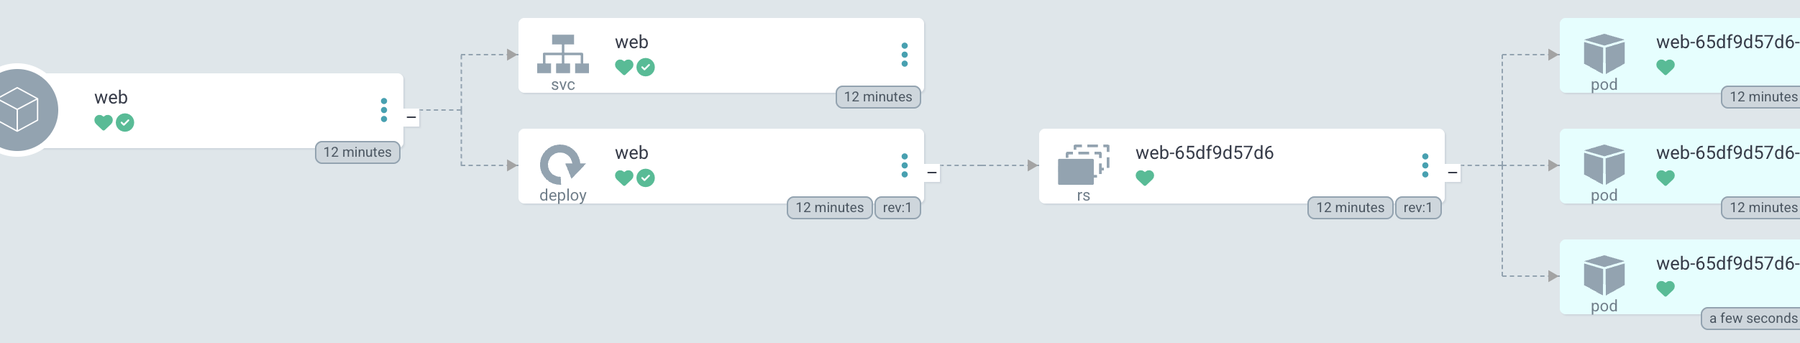 web
12 minutes
web
svc
12 minutes
web
deploy
12 minutes rev:1
web-65df9d57d6
rs
12 minutes rev:1
web-65df9d57d6-
pod
12 minutes
web-65df9d57d6-
pod
12 minutes
web-65df9d57d6-
pod
a few seconds